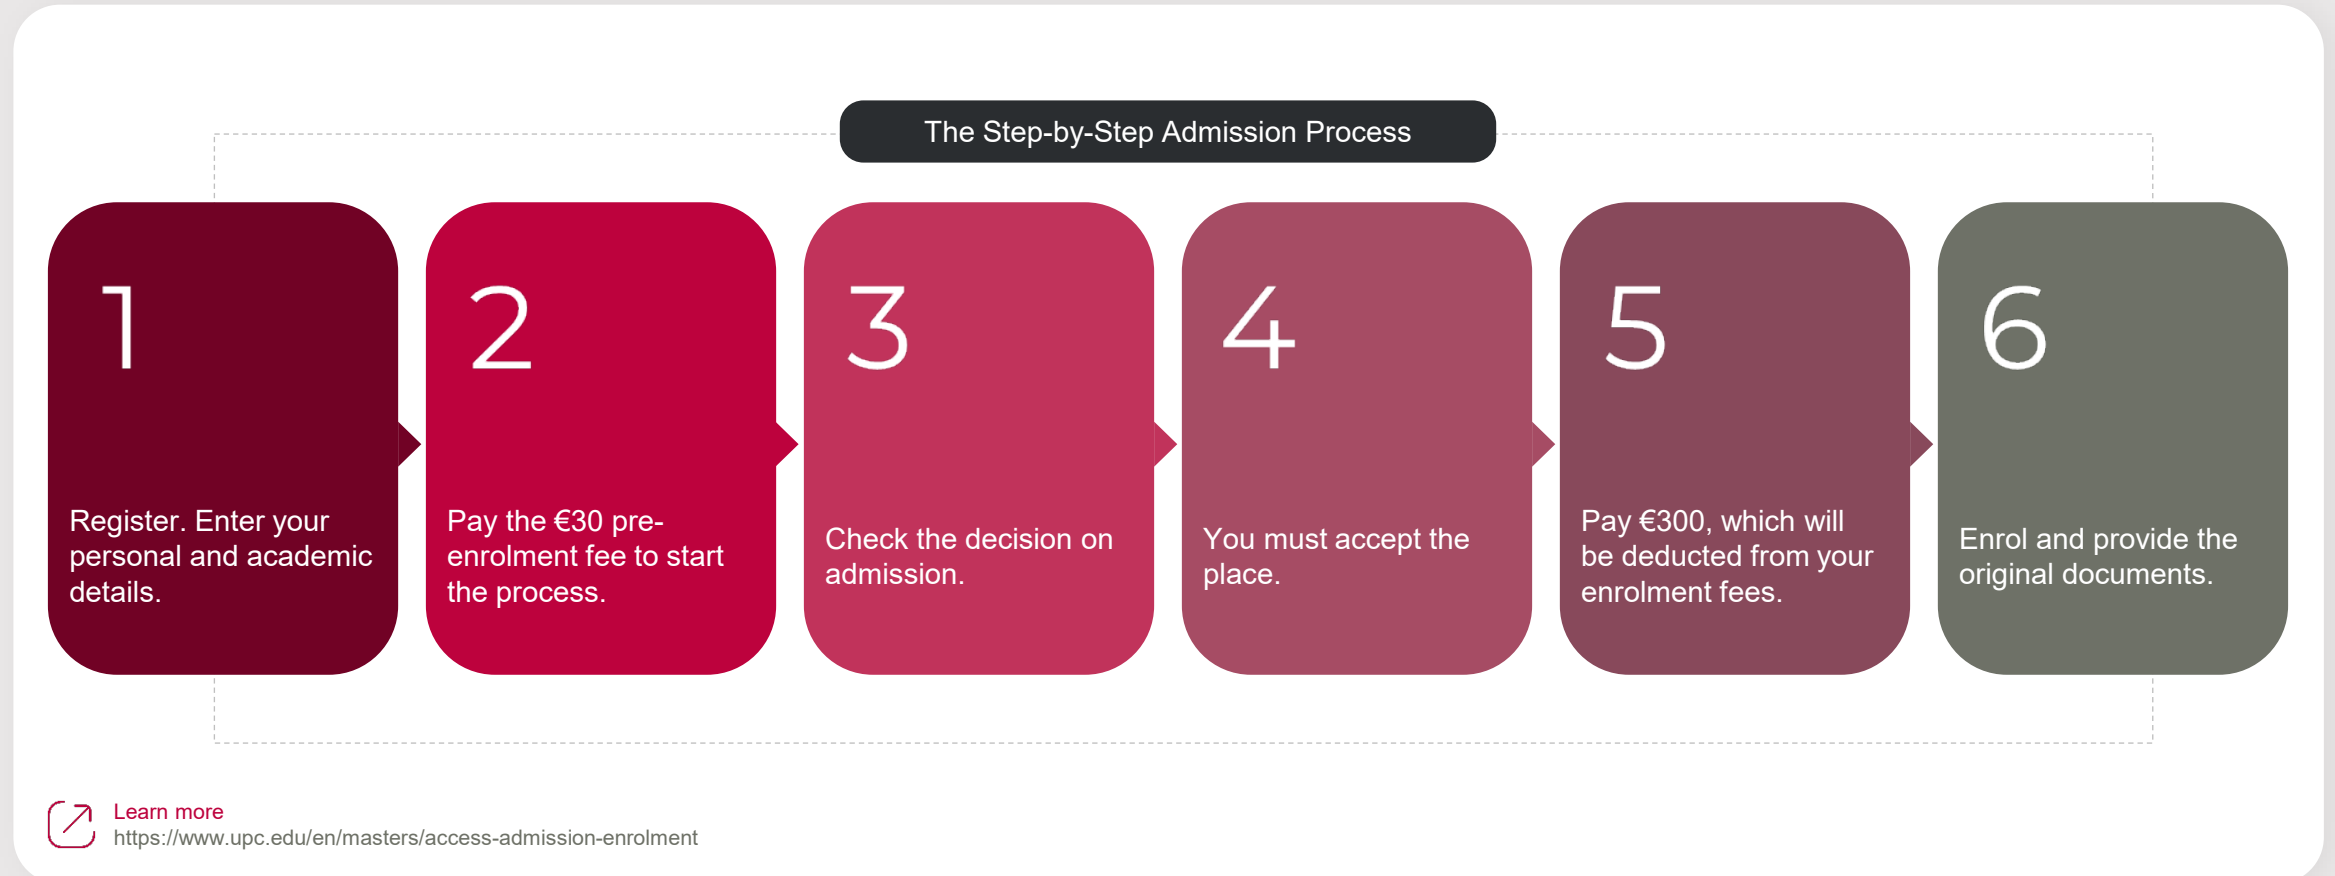 The Step-by-Step Admission Process
1
Register. Enter your
personal and academic
details.
2
Pay the €30 pre-
enrolment fee to start
the process.
3
Check the decision on
admission.
4
You must accept the
place.
5
Pay €300, which will
be deducted from your
enrolment fees.
6
Enrol and provide the
original documents.
Learn more
https://www.upc.edu/en/masters/access-admission-enrolment